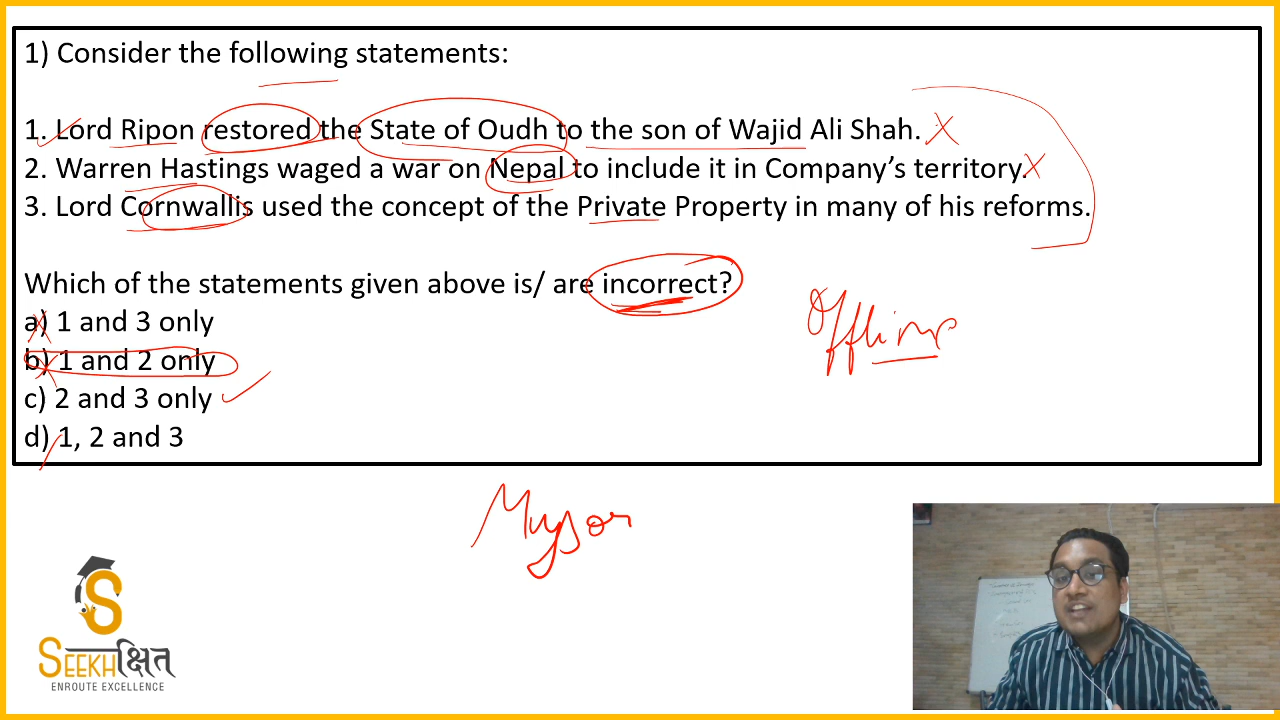 1) Consider the following statements:
1. Lord Ripon restored the State of Oudh to the son of Wajid Ali Shah.
2. Warren Hastings waged a war on Nepal to include it in Company’s territory.
3. Lord Cornwallis used the concept of the Private Property in many of his reforms.
Which of the statements given above is/ are incorrect?
a) 1 and 3 only
b) 1 and 2 only
c) 2 and 3 only
d) 1, 2 and 3
Mysor
SEEKHक्षित
ENROUTE EXCELLENCE